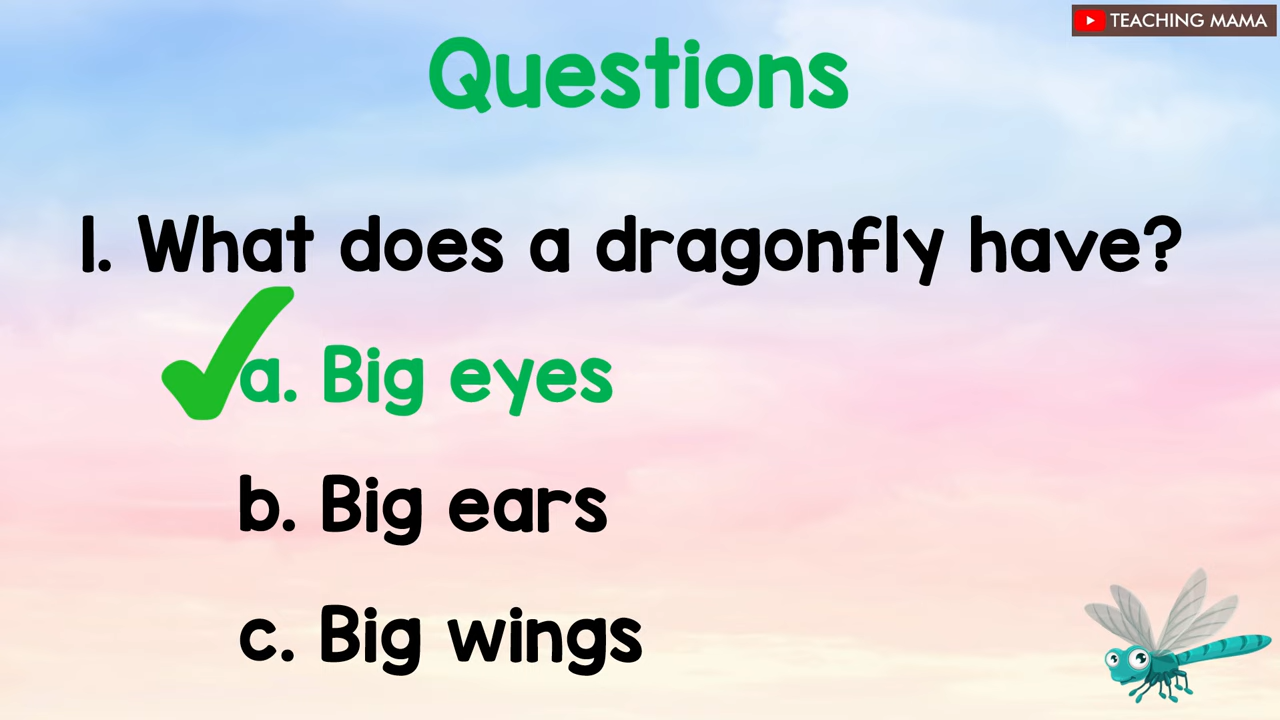 TEACHING MAMA
Questions
1. What does a dragonfly have?
a. Big eyes
b. Big ears
c. Big wings